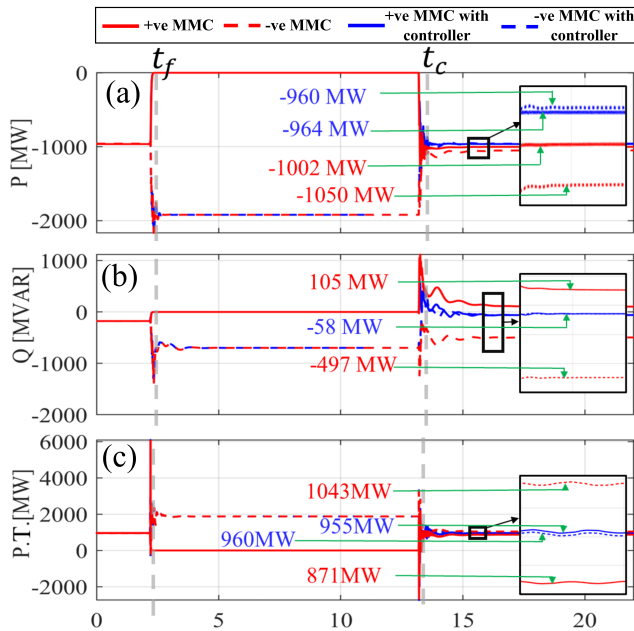 +ve MMC -ve MMC +ve MMC with controller -ve MMC with controller
t_f t_c
(a)
P [MW]
0
-1000
-2000
-960 MW
-964 MW
-1002 MW
-1050 MW
(b)
Q [MVAR]
1000
0
-1000
-2000
105 MW
-58 MW
-497 MW
(c)
P.T.[MW]
6000
4000
2000
0
-2000
1043MW
955MW
960MW
871MW
0 5 10 15 20